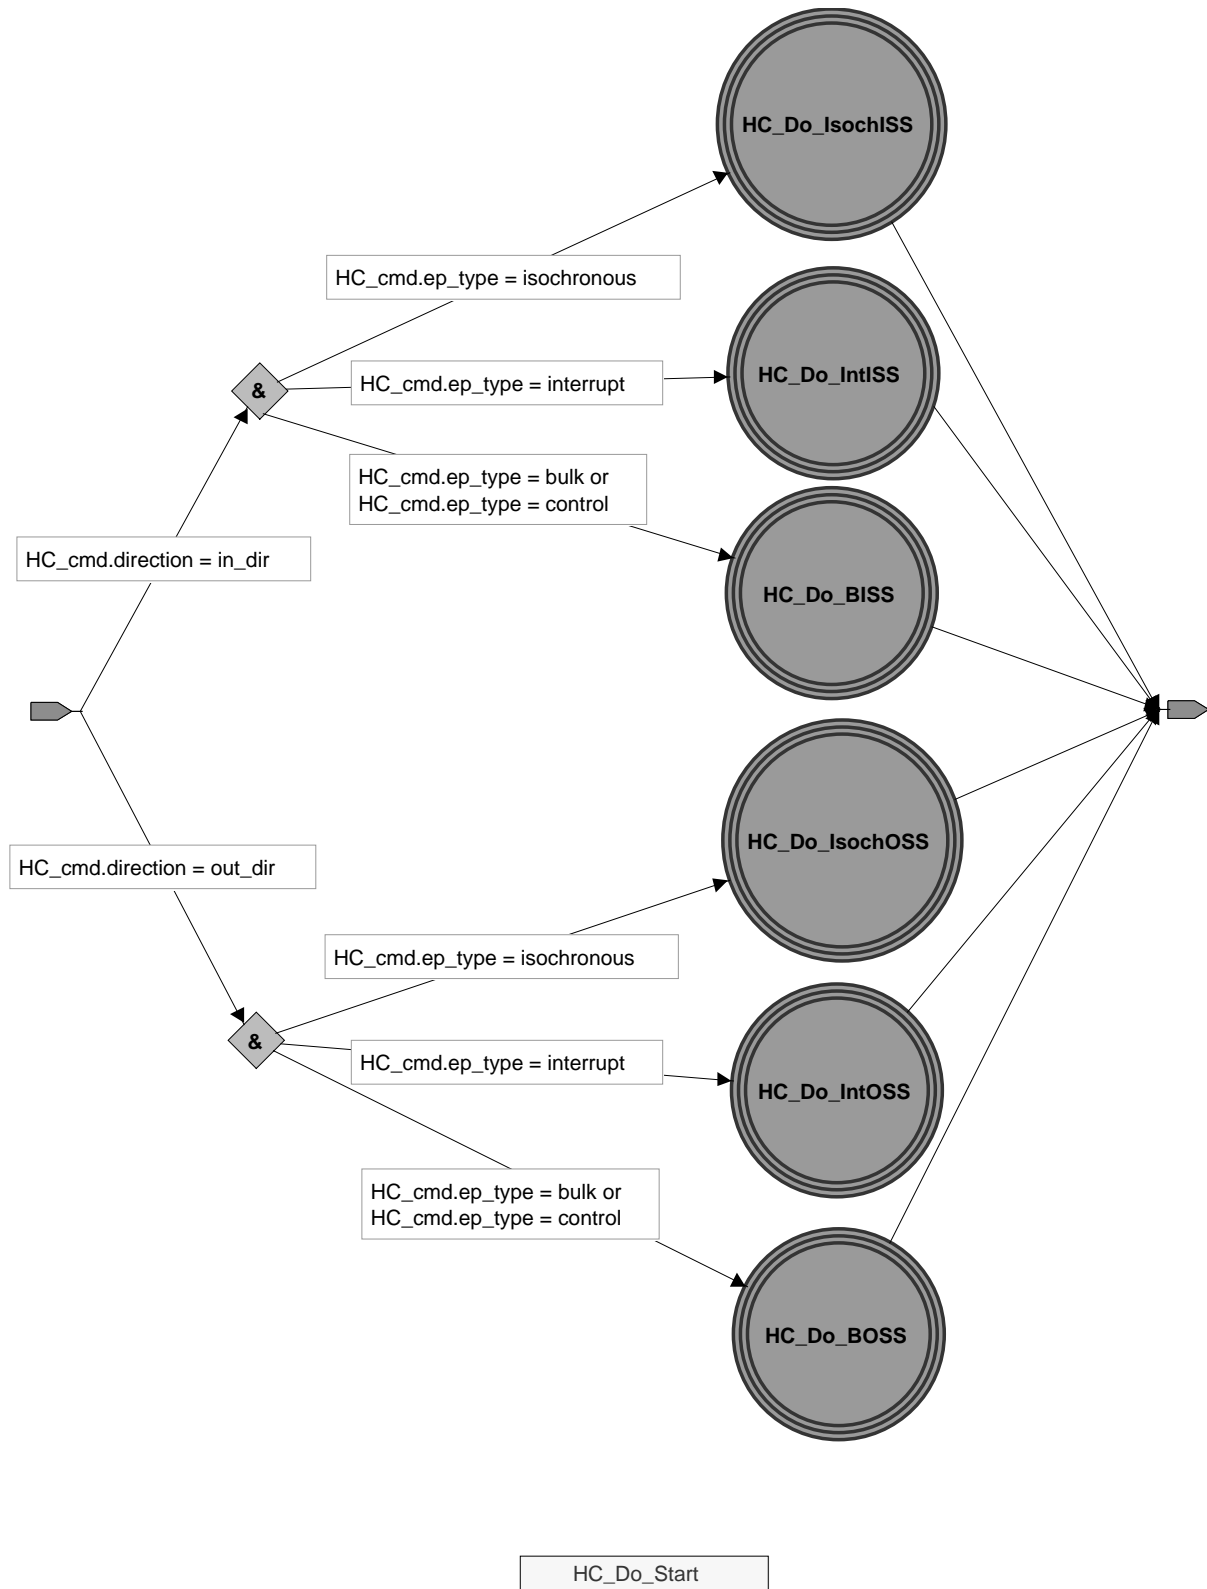 HC_Do_IsochISS
HC_cmd.ep_type = isochronous
HC_Do_IntISS
&
HC_cmd.ep_type = interrupt
HC_cmd.ep_type = bulk or
HC_cmd.ep_type = control
HC_cmd.direction = in_dir
HC_Do_BISS
HC_Do_IsochOSS
HC_cmd.direction = out_dir
HC_cmd.ep_type = isochronous
&
HC_cmd.ep_type = interrupt
HC_Do_IntOSS
HC_cmd.ep_type = bulk or
HC_cmd.ep_type = control
HC_Do_BOSS
HC_Do_Start